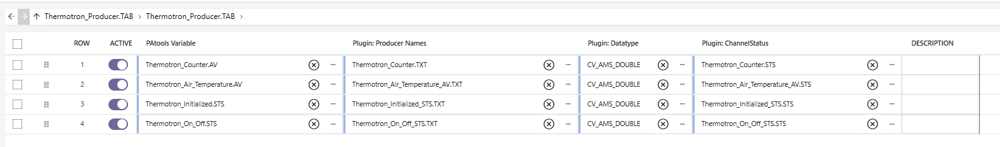 Thermotron_Producer.TAB > Thermotron_Producer.TAB >
ROW ACTIVE PAtools Variable Plugin: Producer Names Plugin: Datatype Plugin: ChannelStatus DESCRIPTION
1 Thermotron_Counter.AV ... Thermotron_Counter.TXT ... CV_AMS_DOUBLE ... Thermotron_Counter.STS ...
2 Thermotron_Air_Temperature.AV ... Thermotron_Air_Temperature_AV.TXT ... CV_AMS_DOUBLE ... Thermotron_Air_Temperature_AV.STS ...
3 Thermotron_Initialized.STS ... Thermotron_Initialized_STS.TXT ... CV_AMS_DOUBLE ... Thermotron_Initialized_STS.STS ...
4 Thermotron_On_Off.STS ... Thermotron_On_Off_STS.TXT ... CV_AMS_DOUBLE ... Thermotron_On_Off_STS.STS ...